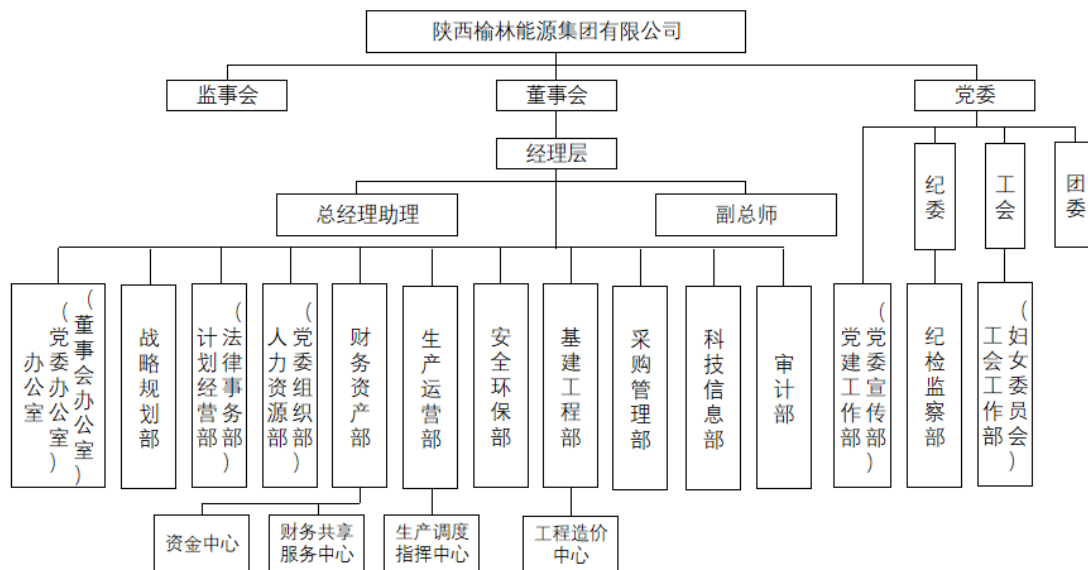 陕西榆林能源集团有限公司
监事会
董事会
党委
经理层
纪委
工会
团委
总经理助理
副总师
办公室
(党委办公室)
(董事会办公室)
战略规划部
计划经营部
(法律事务部)
人力资源部
(党委组织部)
财务资产部
生产运营部
安全环保部
基建工程部
采购管理部
科技信息部
审计部
党建工作部
(党委宣传部)
纪检监察部
工会工作部
(妇女委员会)
资金中心
财务共享
服务中心
生产调度
指挥中心
工程造价
中心